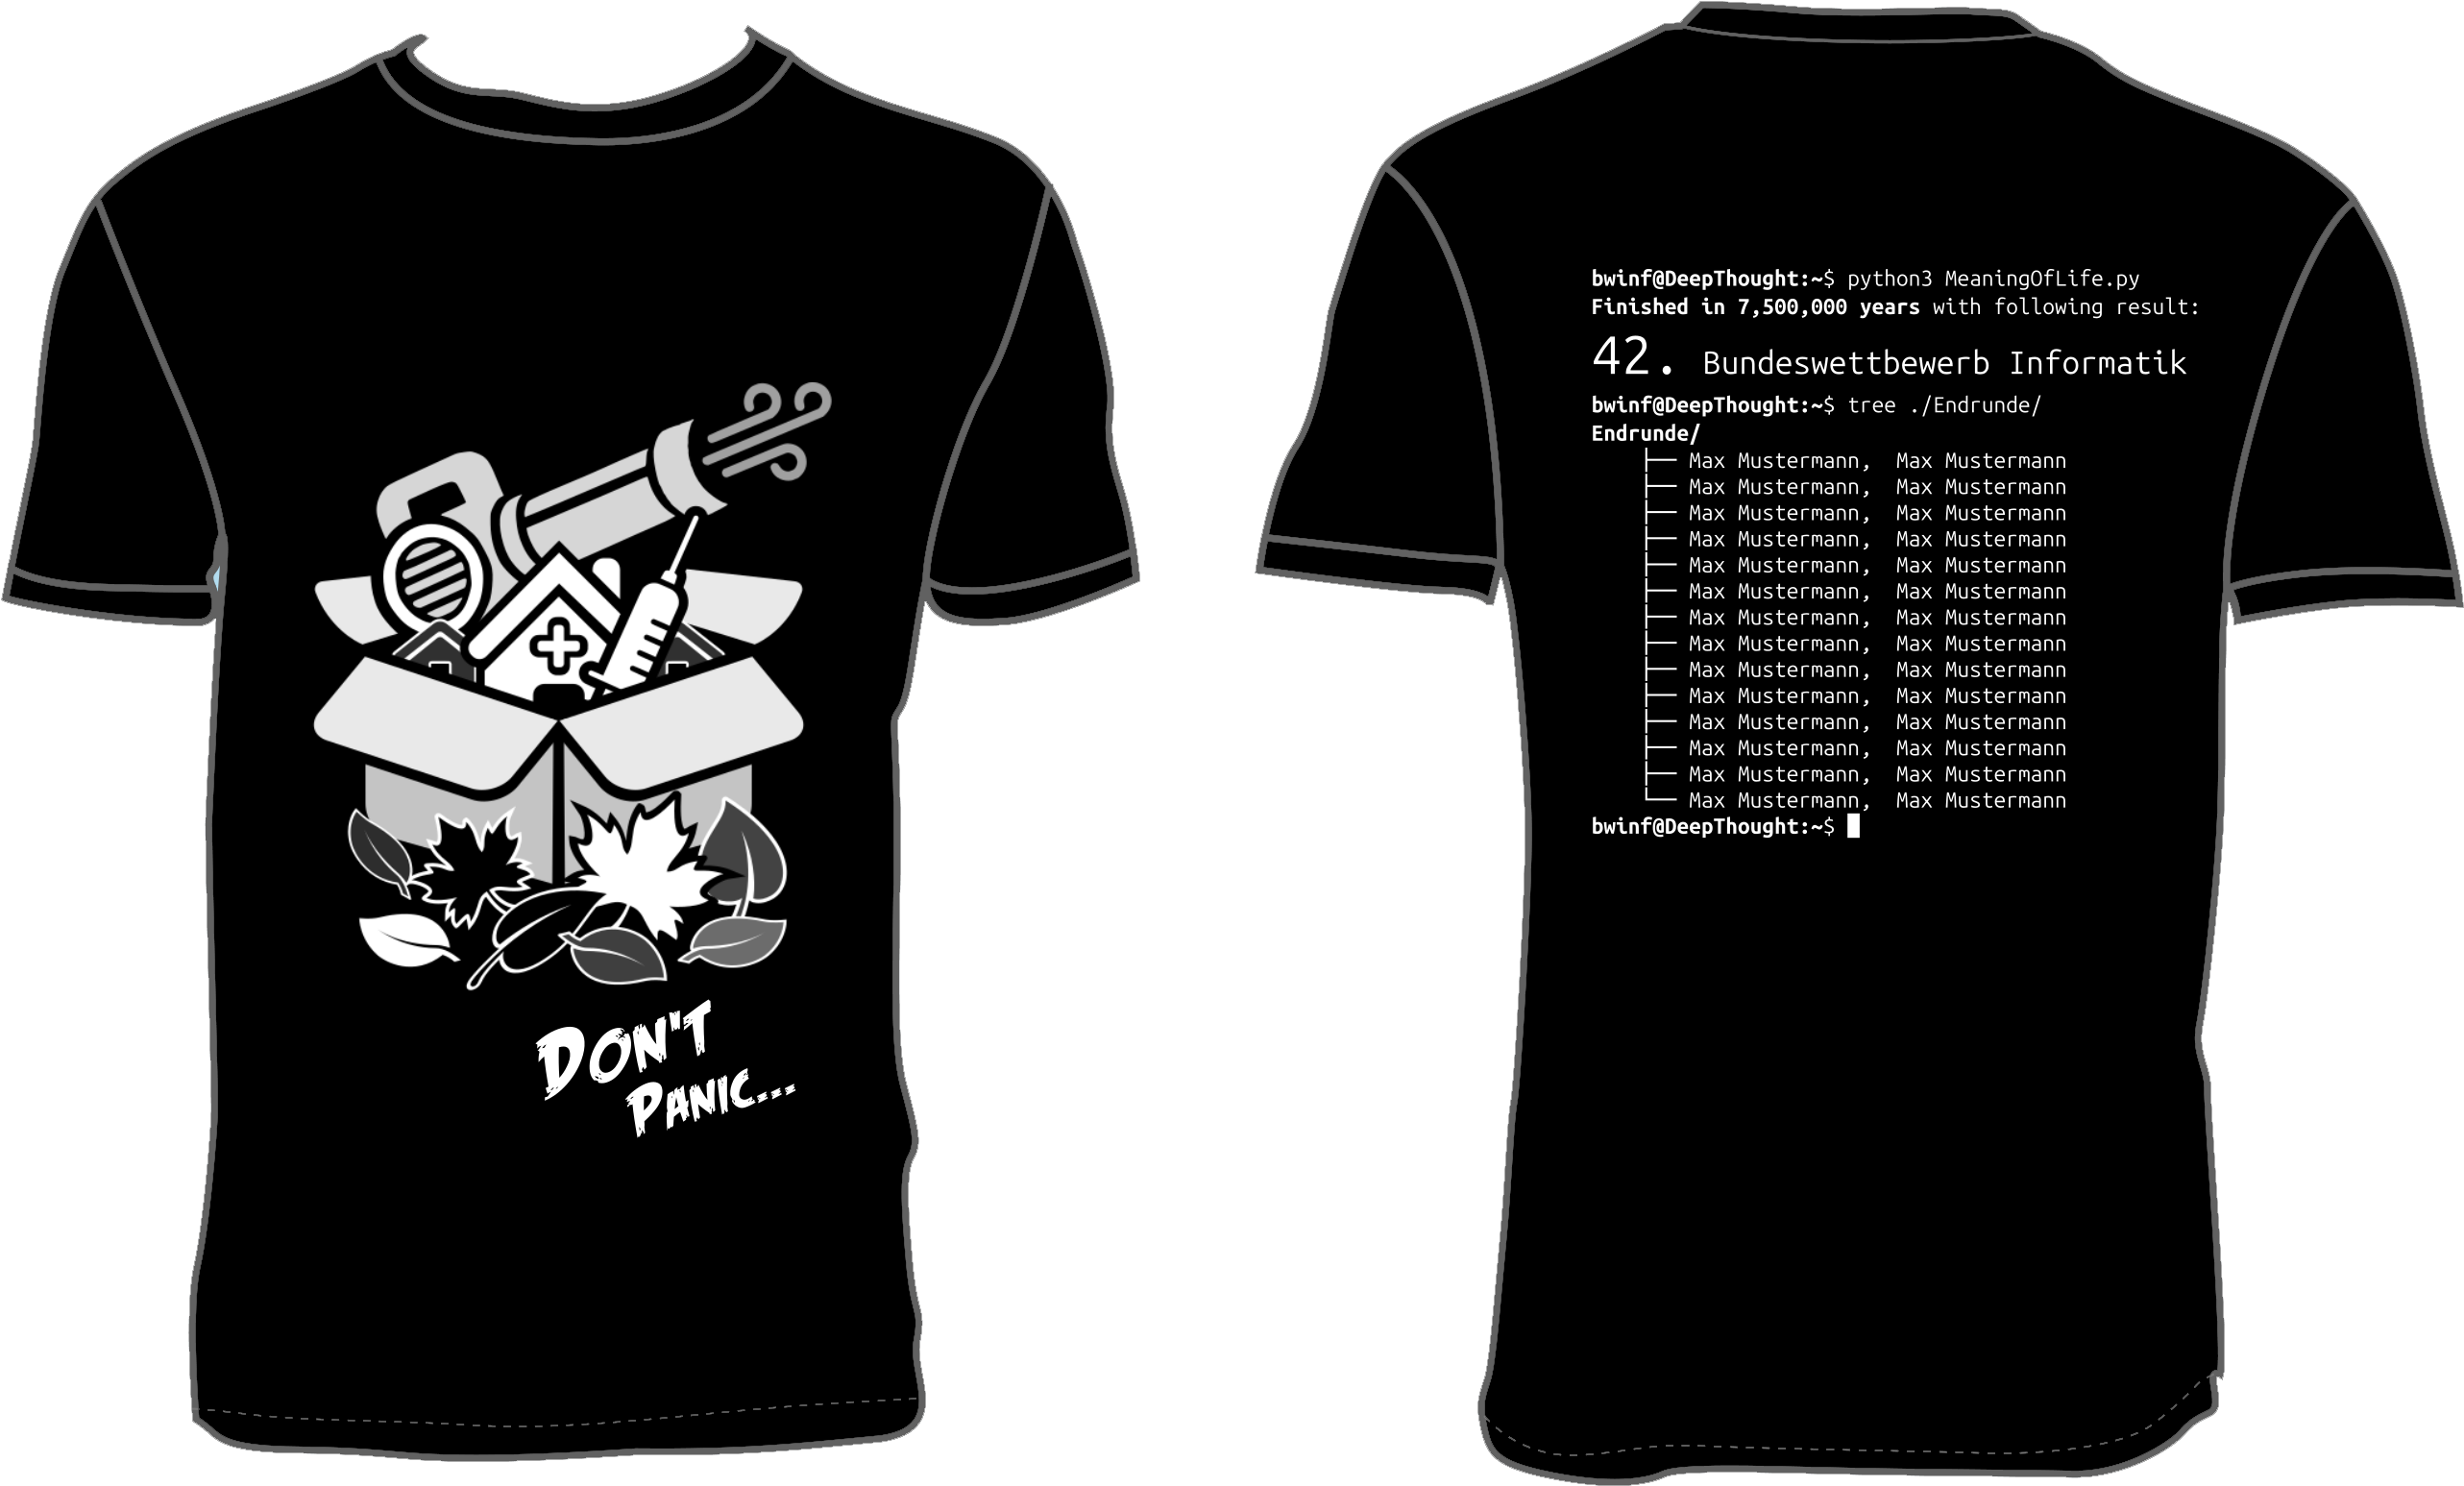 DON'T
PANIC...
bwinf@DeepThought:~$ python3 MeaningOfLife.py
Finished in 7,500,000 years with following result:
42. Bundeswettbewerb Informatik
bwinf@DeepThought:~$ tree ./Endrunde/
Endrunde/
├── Max Mustermann,  Max Mustermann
├── Max Mustermann,  Max Mustermann
├── Max Mustermann,  Max Mustermann
├── Max Mustermann,  Max Mustermann
├── Max Mustermann,  Max Mustermann
├── Max Mustermann,  Max Mustermann
├── Max Mustermann,  Max Mustermann
├── Max Mustermann,  Max Mustermann
├── Max Mustermann,  Max Mustermann
├── Max Mustermann,  Max Mustermann
├── Max Mustermann,  Max Mustermann
├── Max Mustermann,  Max Mustermann
├── Max Mustermann,  Max Mustermann
└── Max Mustermann,  Max Mustermann
bwinf@DeepThought:~$